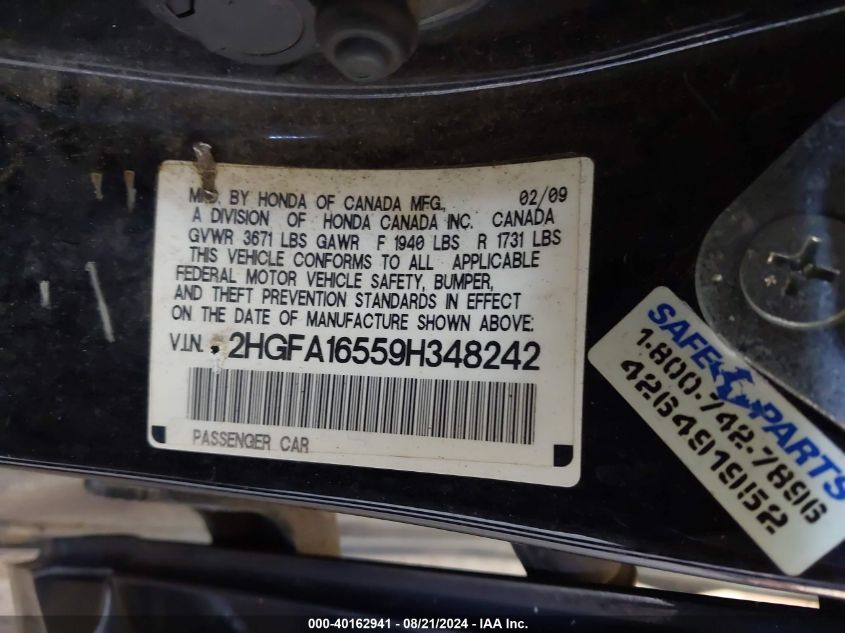 MFD. BY HONDA OF CANADA MFG., 02/09
A DIVISION OF HONDA CANADA INC. CANADA
GVWR 3671 LBS GAWR F 1940 LBS R 1731 LBS
THIS VEHICLE CONFORMS TO ALL APPLICABLE
FEDERAL MOTOR VEHICLE SAFETY, BUMPER,
AND THEFT PREVENTION STANDARDS IN EFFECT
ON THE DATE OF MANUFACTURE SHOWN ABOVE:
V.I.N. 2HGFA16559H348242
PASSENGER CAR
SAFE PARTS
1.800.742.7896
4264919152
000-40162941 - 08/21/2024 - IAA Inc.